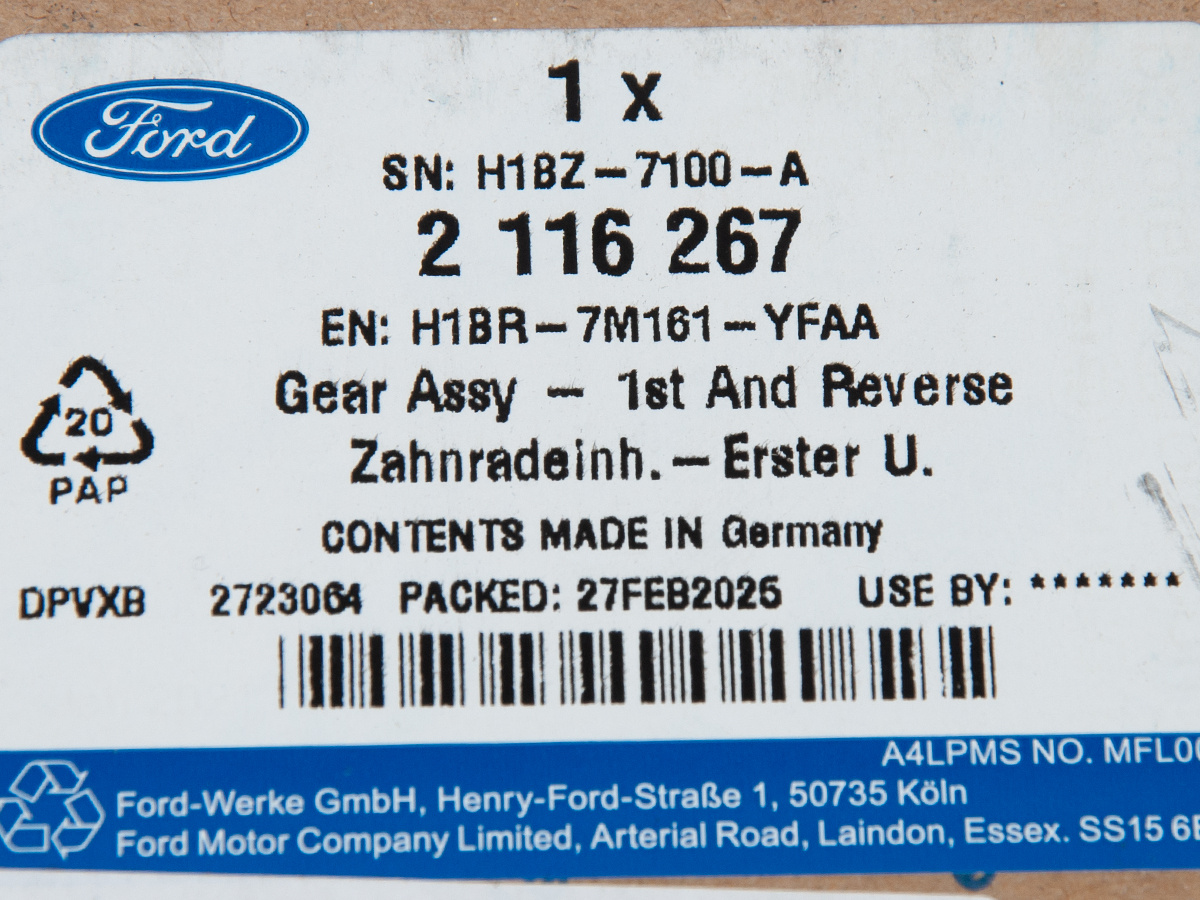 Ford
1 x
SN: H1BZ-7100-A
2 116 267
EN: H1BR-7M161-YFAA
Gear Assy - 1st And Reverse
Zahnradeinh.-Erster U.
20
PAP
CONTENTS MADE IN Germany
DPVXB 2723064 PACKED: 27FEB2025 USE BY: *******
A4LPMS NO. MFL00
Ford-Werke GmbH, Henry-Ford-Straße 1, 50735 Köln
Ford Motor Company Limited, Arterial Road, Laindon, Essex. SS15 6E